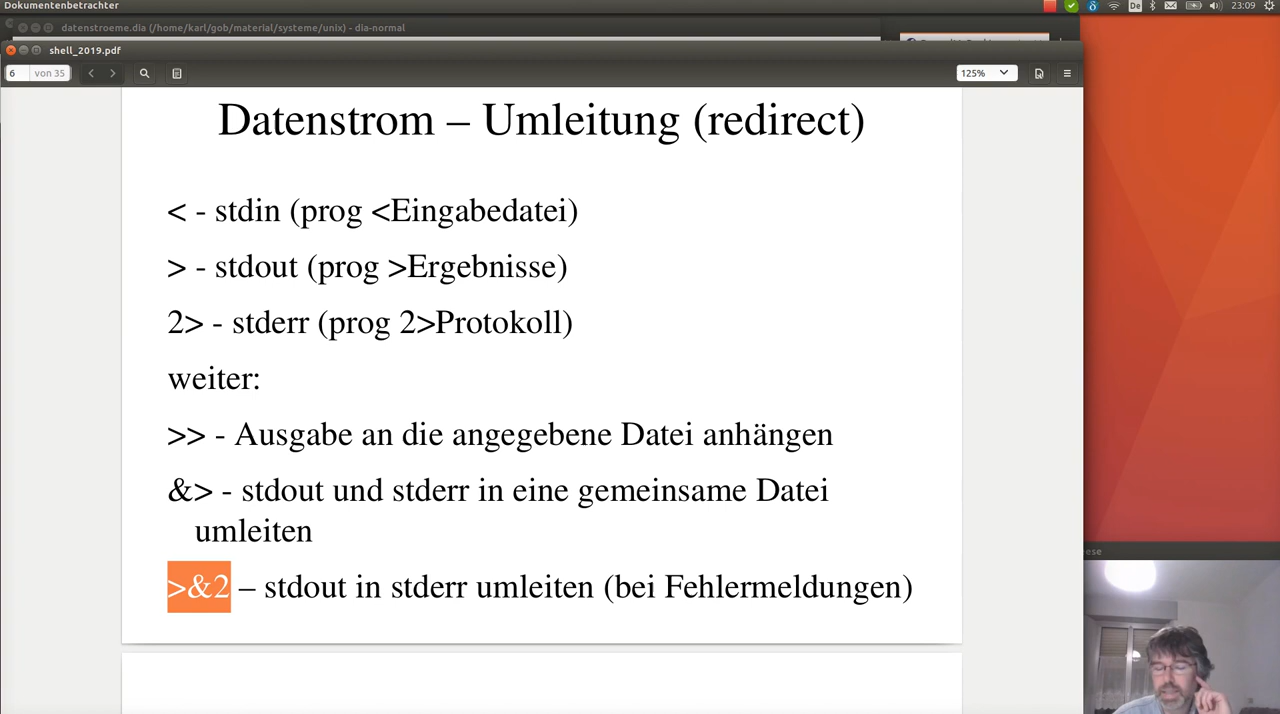 Dokumentenbetrachter
De
23:09
datenstroeme.dia (/home/karl/gob/material/systeme/unix) - dia-normal
shell_2019.pdf
6 von 35
125%
Datenstrom – Umleitung (redirect)
< - stdin (prog <Eingabedatei)
> - stdout (prog >Ergebnisse)
2> - stderr (prog 2>Protokoll)
weiter:
>> - Ausgabe an die angegebene Datei anhängen
&> - stdout und stderr in eine gemeinsame Datei
umleiten
>&2 – stdout in stderr umleiten (bei Fehlermeldungen)